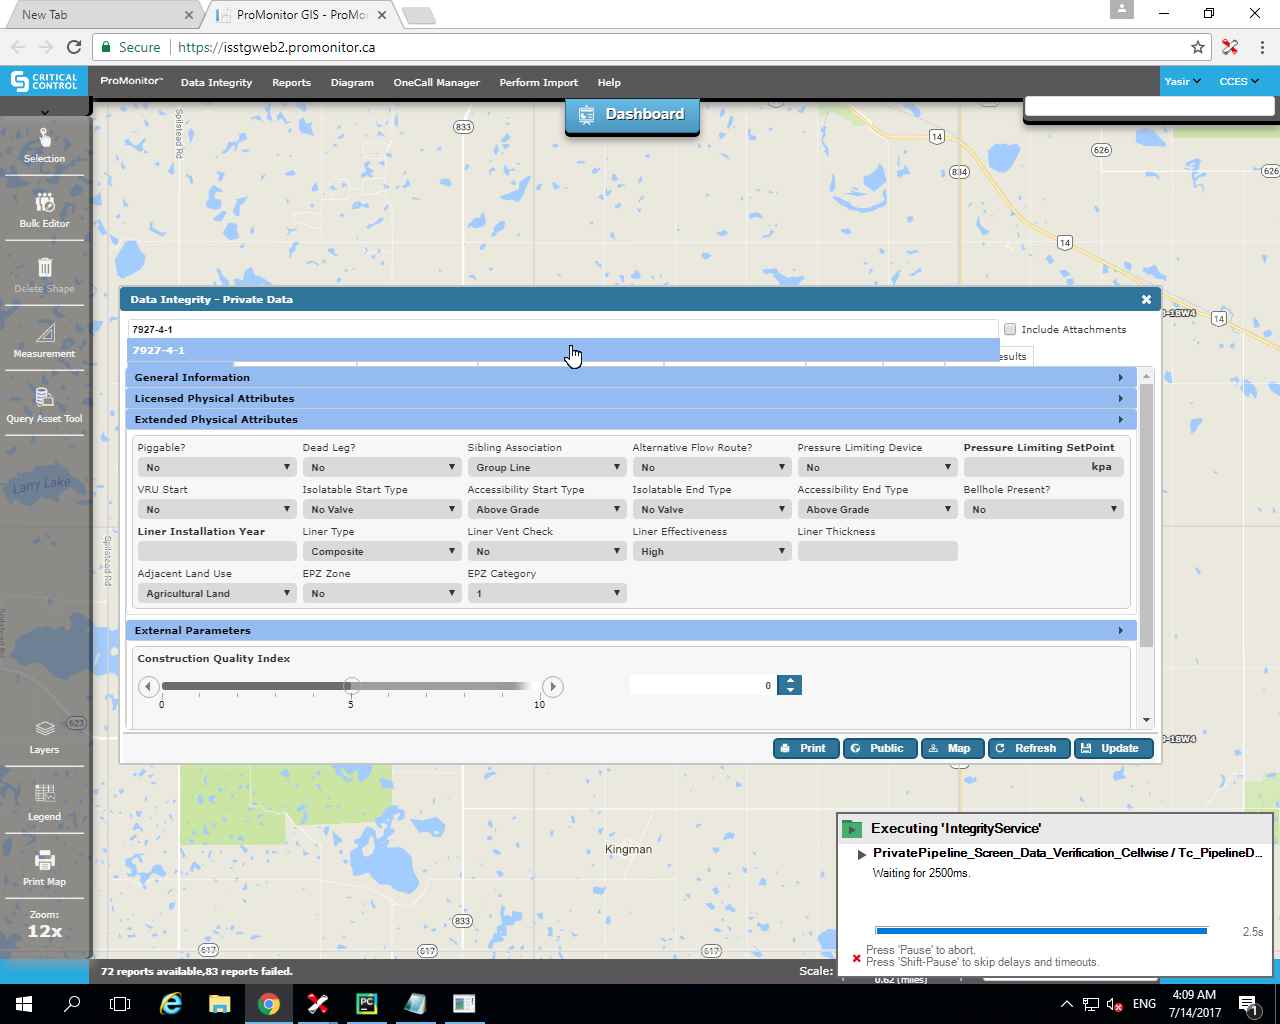 New Tab
ProMonitor GIS - ProMo
Secure
https://isstgweb2.promonitor.ca
CRITICAL CONTROL
ProMonitor™
Data Integrity
Reports
Diagram
OneCall Manager
Perform Import
Help
Yasir
CCES
Dashboard
Selection
Bulk Editor
Delete Shape
Measurement
Query Asset Tool
Layers
Legend
Print Map
Zoom:
12x
Spilstead Rd
833
14
626
834
626
14
14
Larry Lake
Spilstead Rd
623
Data Integrity - Private Data
7927-4-1
Include Attachments
7927-4-1
esults
General Information
Licensed Physical Attributes
Extended Physical Attributes
Piggable?
Dead Leg?
Sibling Association
Alternative Flow Route?
Pressure Limiting Device
Pressure Limiting SetPoint
No
No
Group Line
No
No
kpa
VRU Start
Isolatable Start Type
Accessibility Start Type
Isolatable End Type
Accessibility End Type
Bellhole Present?
No
No Valve
Above Grade
No Valve
Above Grade
No
Liner Installation Year
Liner Type
Liner Vent Check
Liner Effectiveness
Liner Thickness
Composite
No
High
Adjacent Land Use
EPZ Zone
EPZ Category
Agricultural Land
No
1
External Parameters
Construction Quality Index
0
5
10
0
Print
Public
Map
Refresh
Update
-18W4
-18W4
Kingman
833
617
617
617
Executing 'IntegrityService'
PrivatePipeline_Screen_Data_Verification_Cellwise / Tc_PipelineD...
Waiting for 2500ms.
2.5s
Press 'Pause' to abort.
Press 'Shift-Pause' to skip delays and timeouts.
72 reports available,83 reports failed.
Scale:
0.62 (miles)
ENG
4:09 AM
7/14/2017
1